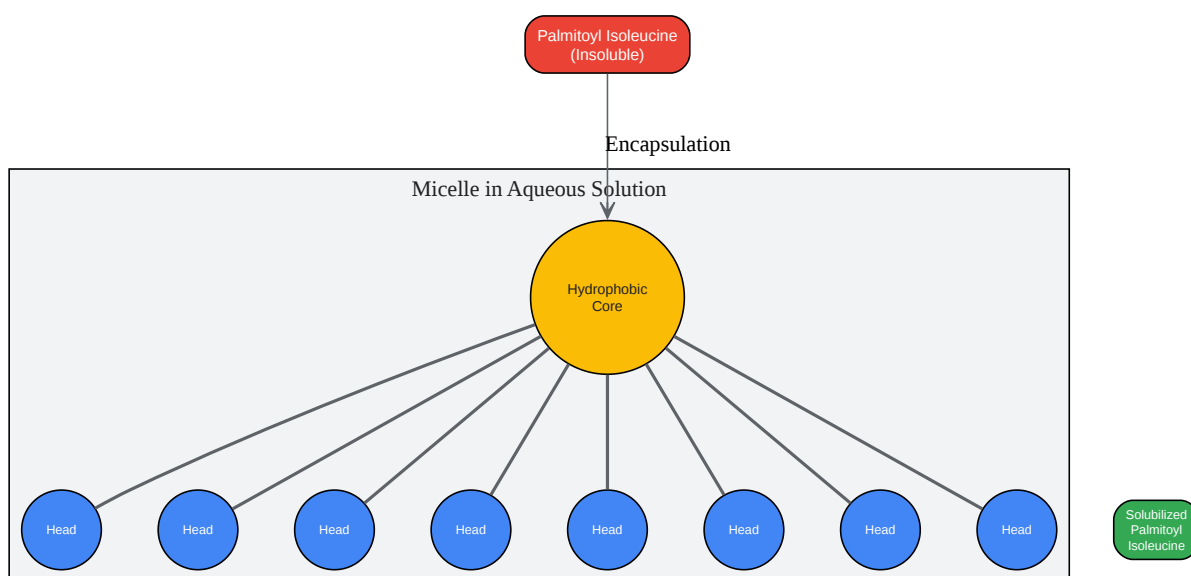 Palmitoyl Isoleucine
(Insoluble)
Encapsulation
Micelle in Aqueous Solution
Hydrophobic
Core
Head
Head
Head
Head
Head
Head
Head
Head
Solubilized
Palmitoyl
Isoleucine